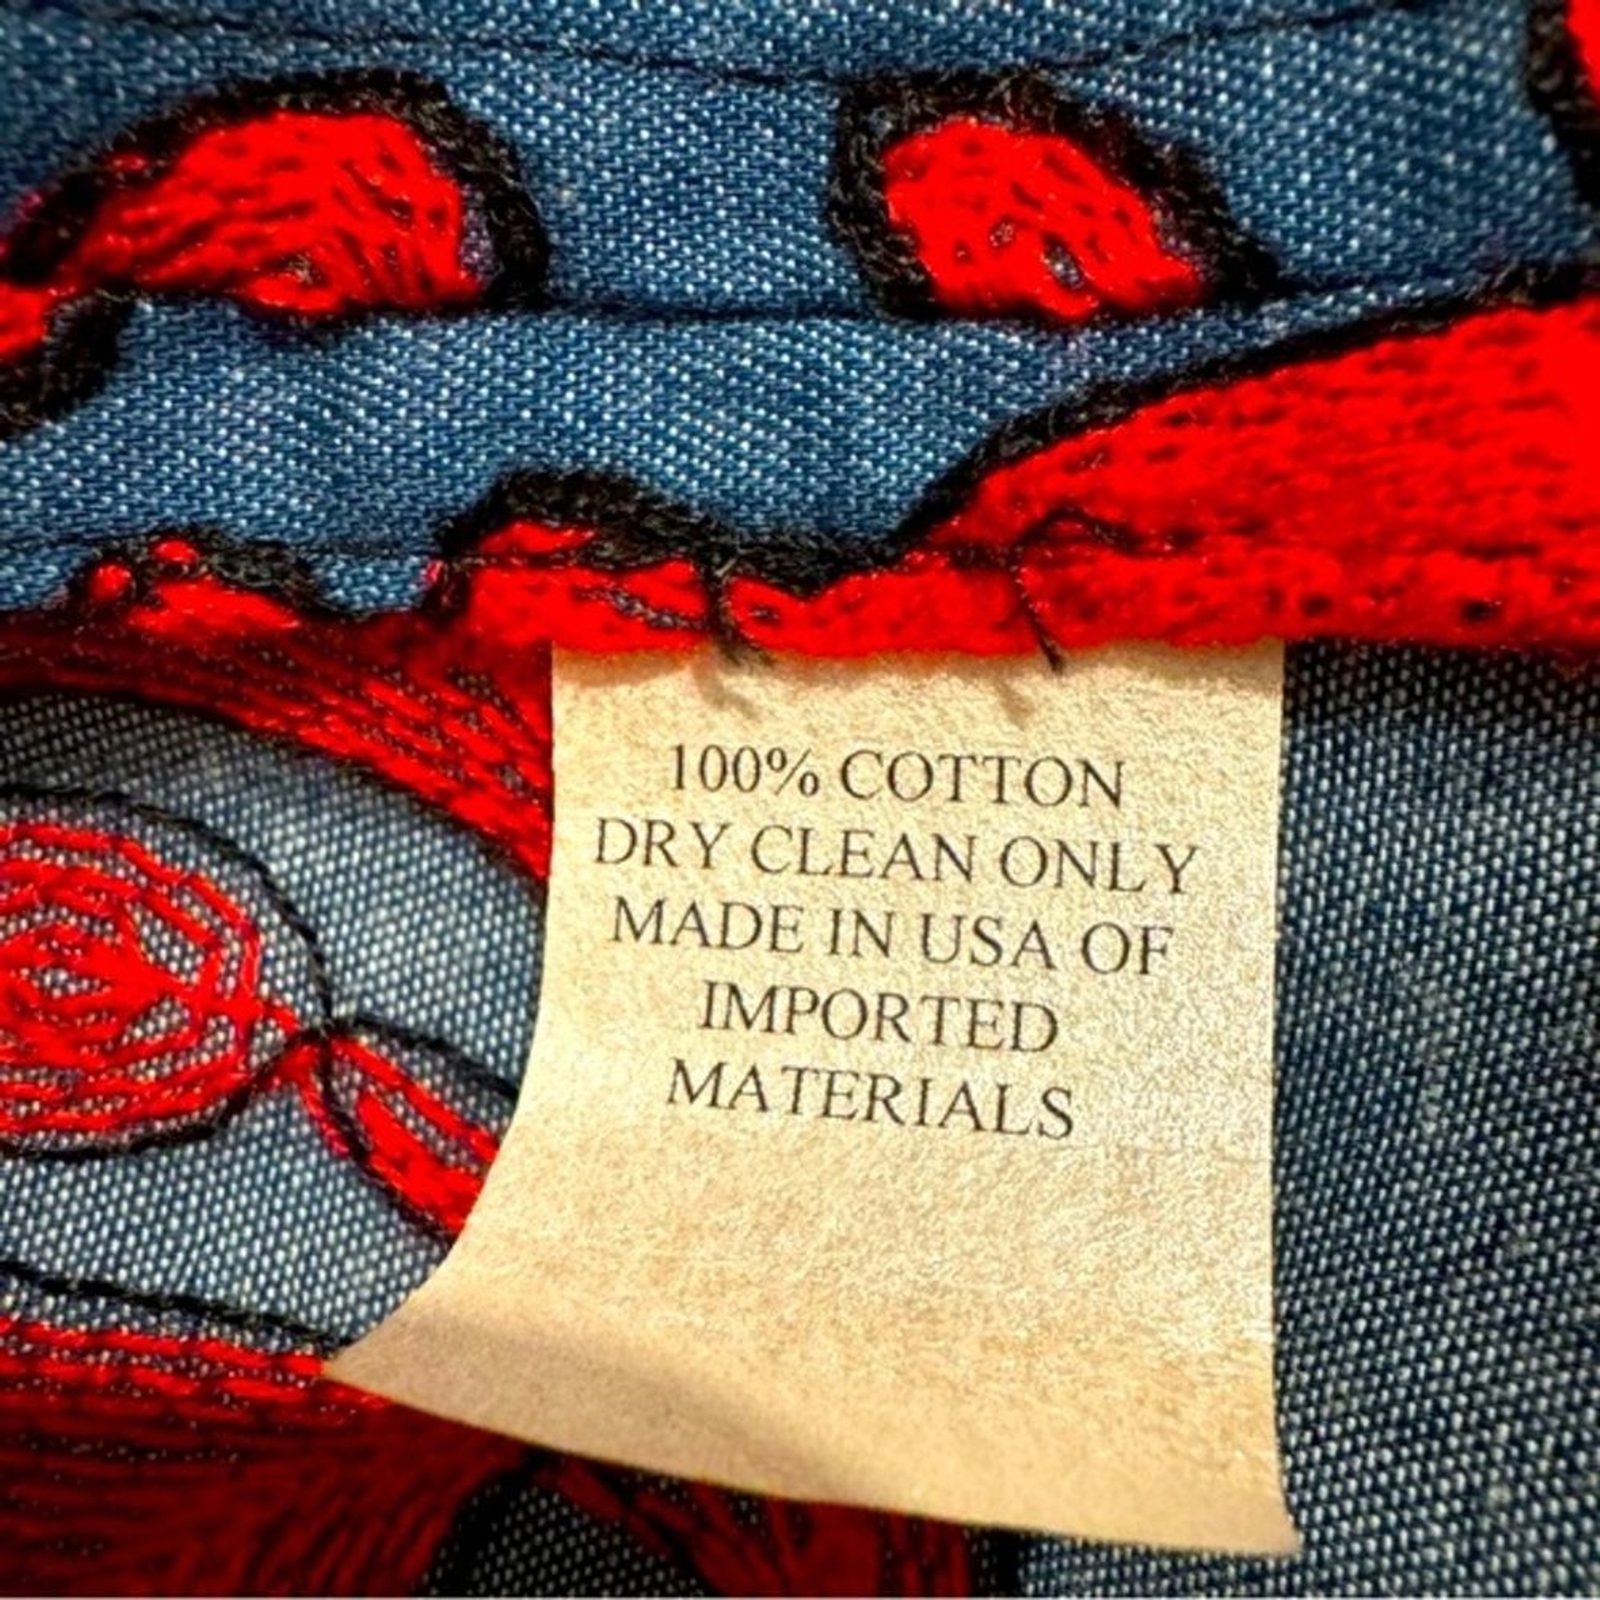 100% COTTON
DRY CLEAN ONLY
MADE IN USA OF
IMPORTED
MATERIALS